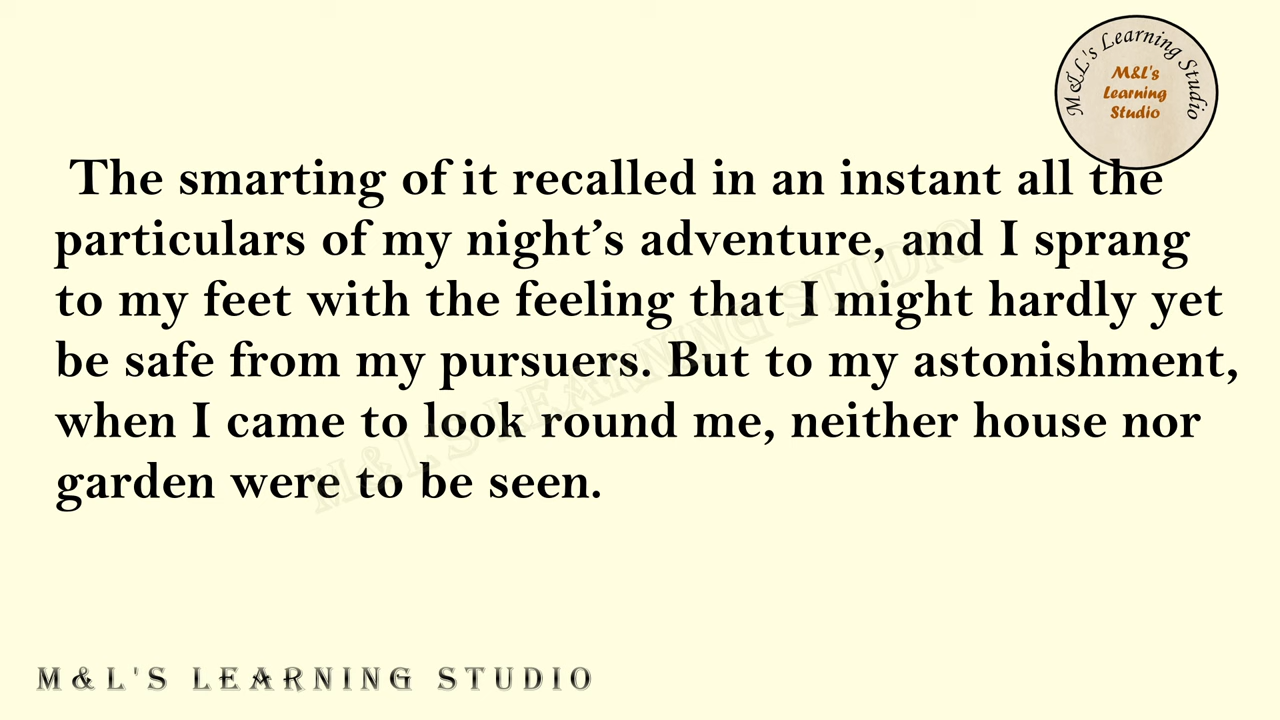 M&L's Learning Studio
M&L's
Learning
Studio
The smarting of it recalled in an instant all the
particulars of my night’s adventure, and I sprang
to my feet with the feeling that I might hardly yet
be safe from my pursuers. But to my astonishment,
when I came to look round me, neither house nor
garden were to be seen.
M&L'S LEARNING STUDIO
M&L'S LEARNING STUDIO